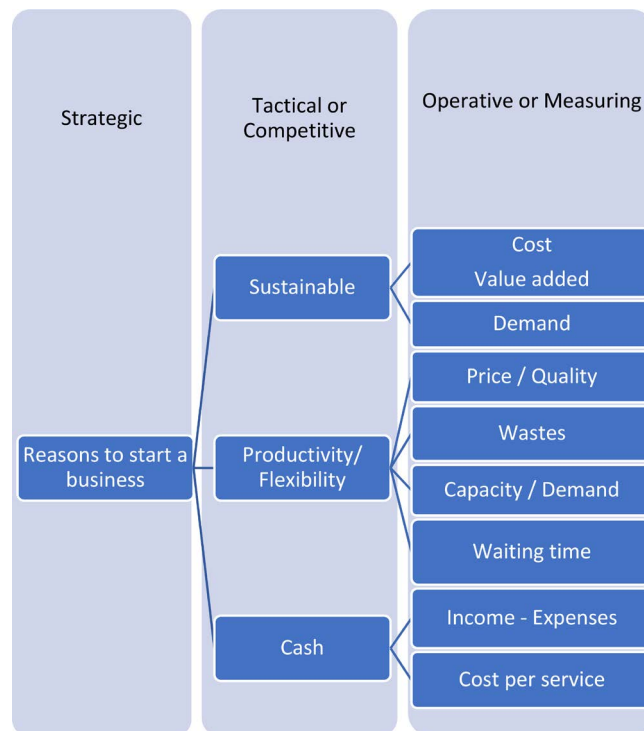 Strategic
Tactical or
Competitive
Operative or Measuring
Reasons to start a
business
Sustainable
Productivity/
Flexibility
Cash
Cost
Value added
Demand
Price / Quality
Wastes
Capacity / Demand
Waiting time
Income - Expenses
Cost per service